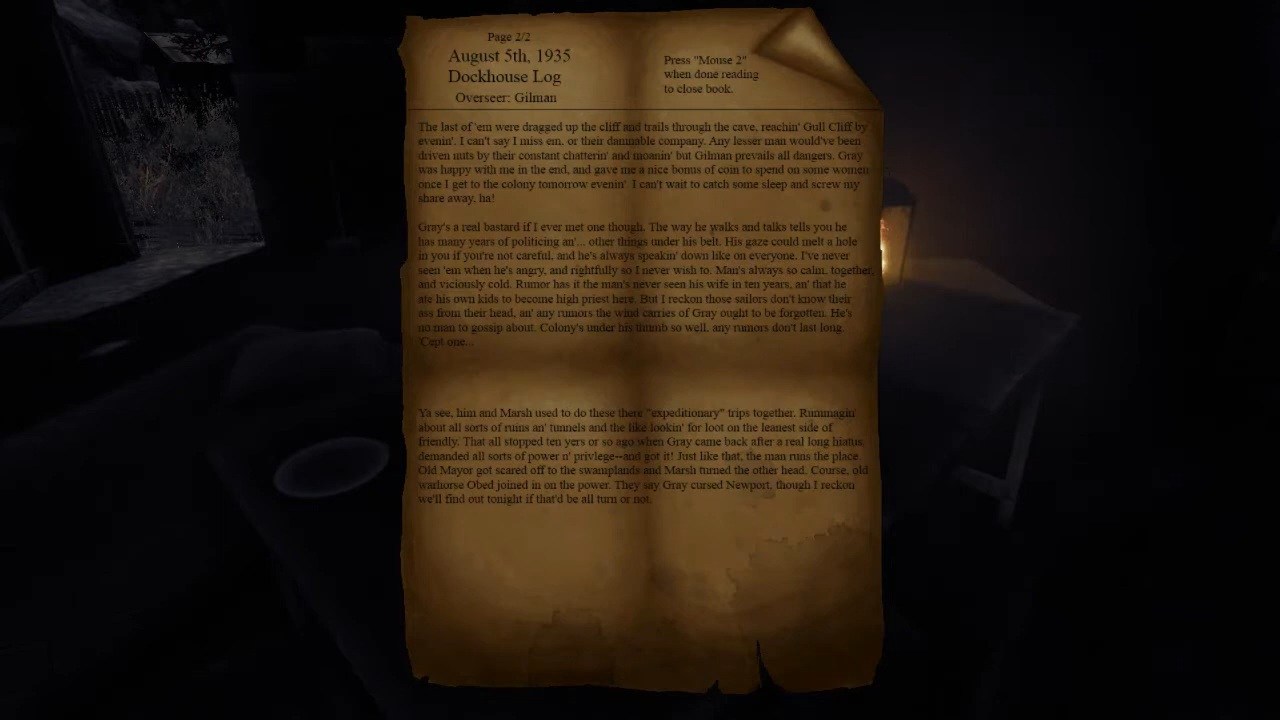 Page 2/2
August 5th, 1935
Dockhouse Log
Overseer: Gilman
Press "Mouse 2"
when done reading
to close book.
The last of 'em were dragged up the cliff and trails through the cave, reachin' Gull Cliff by
evenin'. I can't say I miss em, or their damnable company. Any lesser man would've been
driven nuts by their constant chatterin' and moanin' but Gilman prevails all dangers. Gray
was happy with me in the end, and gave me a nice bonus of com to spend on some women
once I get to the colony tomorrow evenin'. I can't wait to catch some sleep and screw my
share away, ha!
Gray's a real bastard if I ever met one though. The way he walks and talks tells you he
has many years of politicing an'... other things under his belt. His gaze could melt a hole
in you if you're not careful, and he's always speakin' down like on everyone. I've never
seen 'em when he's angry, and rightfully so I never wish to. Man's always so calm, together,
and viciously cold. Rumor has it the man's never seen his wife in ten years, an' that he
ate his own kids to become high priest here. But I reckon those sailors don't know their
ass from their head, an' any rumors the wind carries of Gray ought to be forgotten. He's
no man to gossip about. Colony's under his thumb so well, any rumors don't last long.
'Cept one...
Ya see, him and Marsh used to do these there "expeditionary" trips together. Rummagin'
about all sorts of ruins an' tunnels and the like lookin' for loot on the leanest side of
friendly. That all stopped ten yers or so ago when Gray came back after a real long hiatus,
demanded all sorts of power n' privlege--and got it! Just like that, the man runs the place.
Old Mayor got scared off to the swamplands and Marsh turned the other head. Course, old
warhorse Obed joined in on the power. They say Gray cursed Newport, though I reckon
we'll find out tonight if that'd be all turn or not.